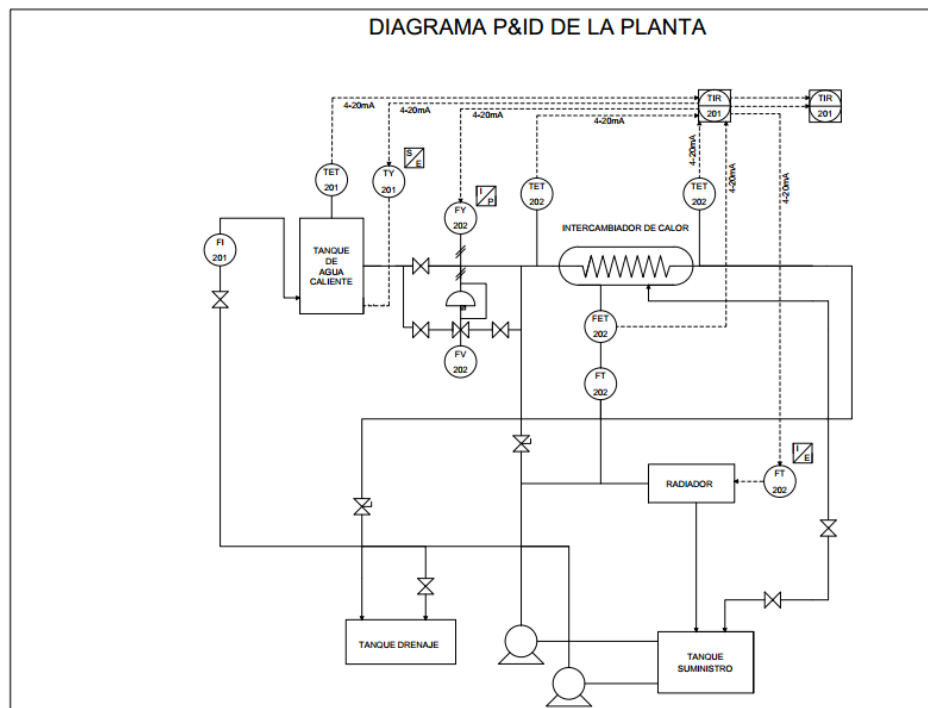 DIAGRAMA P&ID DE LA PLANTA
TIR
201
TIR
201
4-20mA
4-20mA
4-20mA
4-20mA
4-20mA
4-20mA
4-20mA
S
E
TET
201
TY
201
I
P
TET
202
TET
202
FY
202
INTERCAMBIADOR DE CALOR
FI
201
TANQUE
DE
AGUA
CALIENTE
FET
202
FV
202
FT
202
I
E
RADIADOR
FT
202
TANQUE DRENAJE
TANQUE
SUMINISTRO